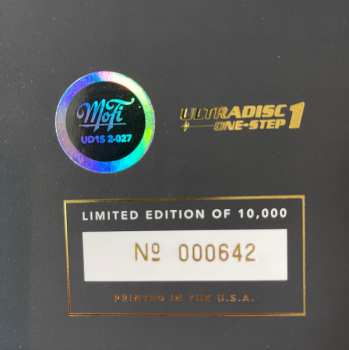 MoFi
UD1S 2-027
ULTRADISC
ONE-STEP 1
LIMITED EDITION OF 10,000
Nº 000642
PRINTED IN THE U.S.A.